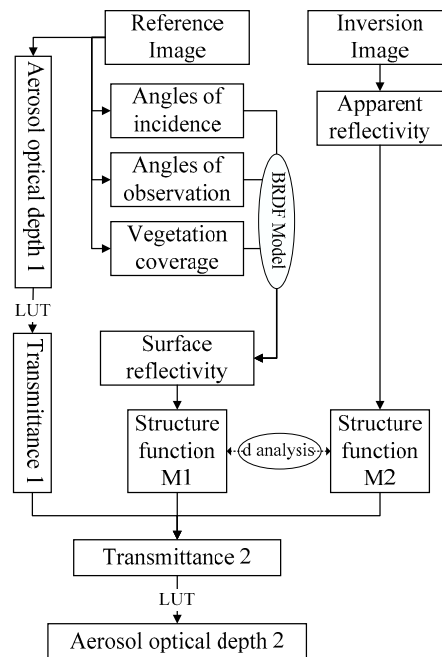 Reference
Image
Inversion
Image
Aerosol optical depth 1
Angles of
incidence
Apparent
reflectivity
Angles of
observation
BRDF Model
Vegetation
coverage
LUT
Transmittance 1
Surface
reflectivity
Structure
function
M1
d analysis
Structure
function
M2
Transmittance 2
LUT
Aerosol optical depth 2